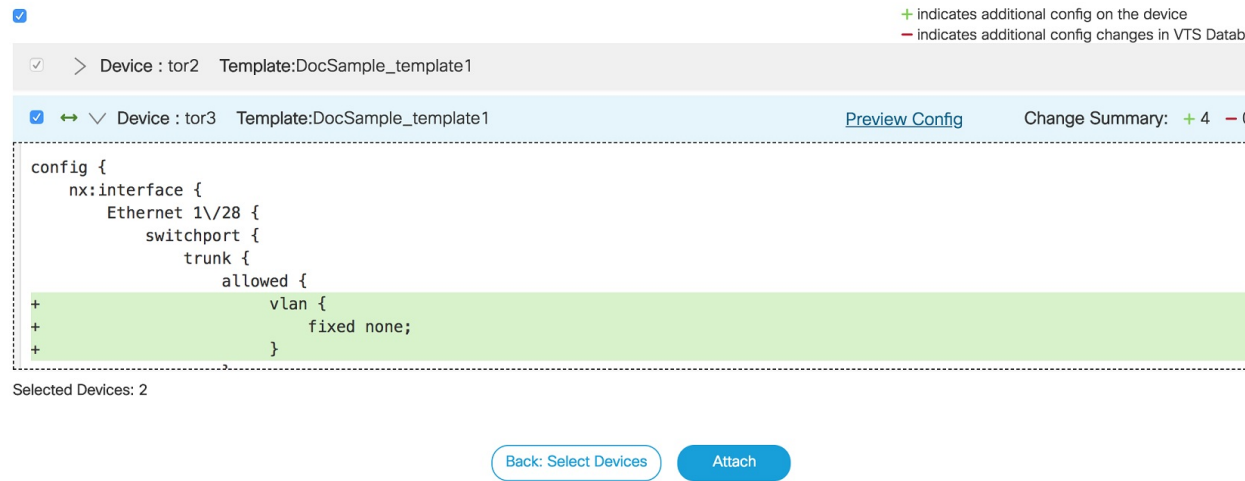 + indicates additional config on the device
− indicates additional config changes in VTS Datab
Device : tor2 Template:DocSample_template1
Device : tor3 Template:DocSample_template1 Preview Config Change Summary: + 4 −
config {
    nx:interface {
        Ethernet 1\/28 {
            switchport {
                trunk {
                    allowed {
+                        vlan {
+                            fixed none;
+                        }
Selected Devices: 2
Back: Select Devices Attach